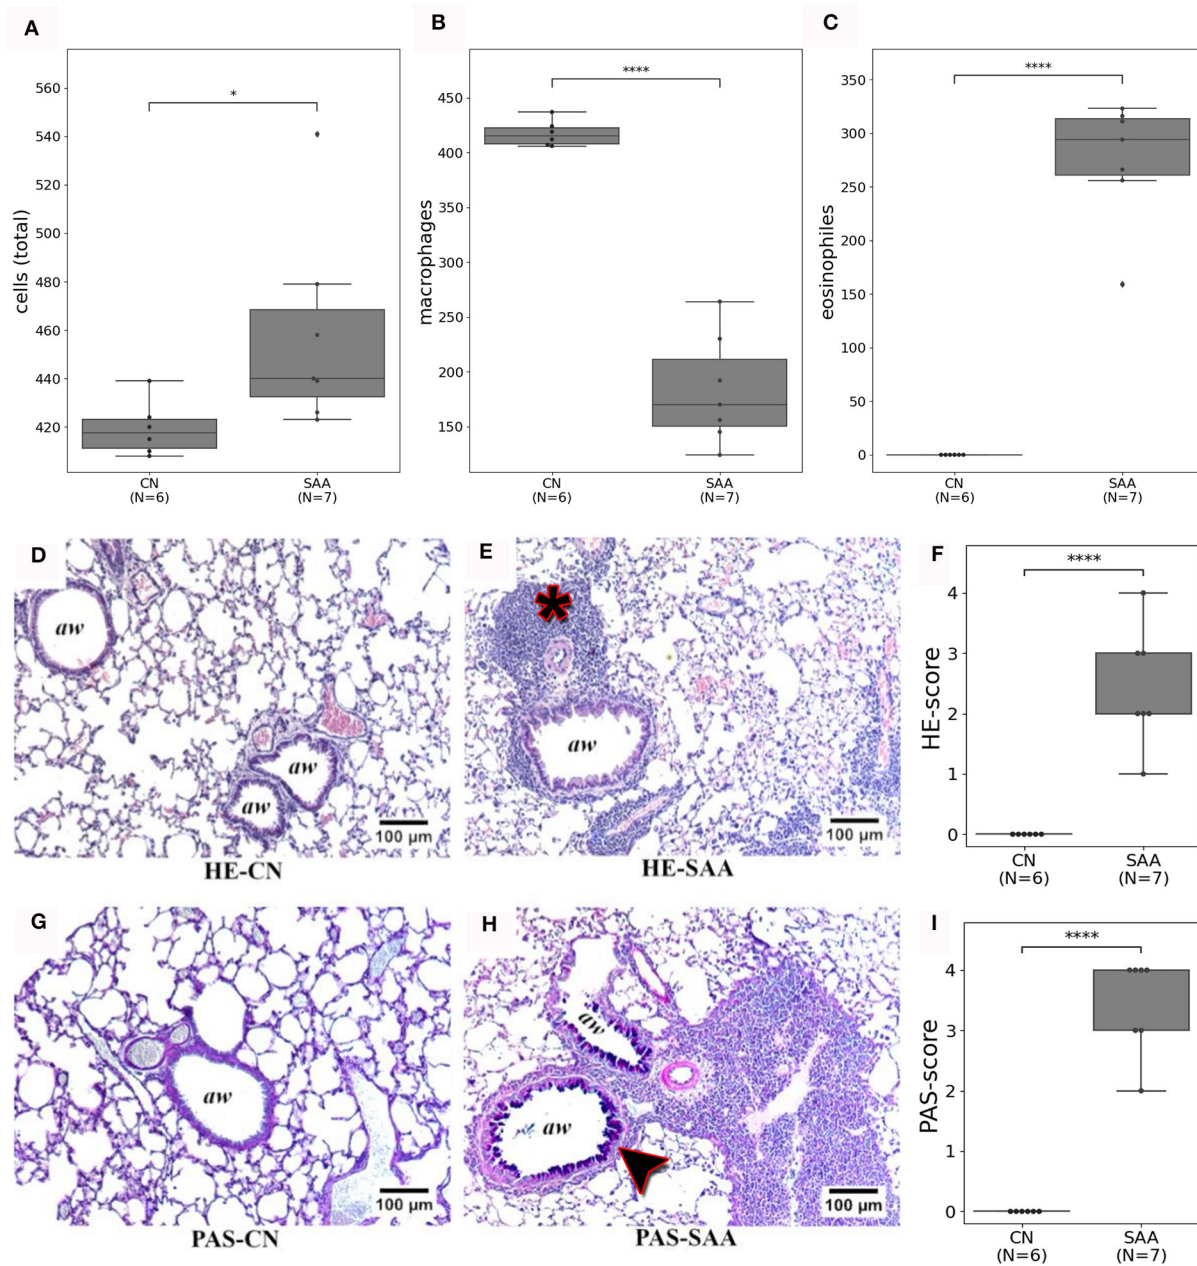 A
cells (total)
560
540
520
500
480
460
440
420
*
CN
(N=6)
SAA
(N=7)
B
macrophages
450
400
350
300
250
200
150
****
CN
(N=6)
SAA
(N=7)
C
eosinophiles
350
300
250
200
150
100
50
0
****
CN
(N=6)
SAA
(N=7)
D
aw
aw
aw
100 µm
HE-CN
E
*
aw
100 µm
HE-SAA
F
HE-score
4
3
2
1
0
****
CN
(N=6)
SAA
(N=7)
G
aw
100 µm
PAS-CN
H
aw
aw
100 µm
PAS-SAA
I
PAS-score
4
3
2
1
0
****
CN
(N=6)
SAA
(N=7)